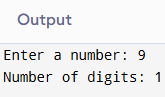 Output
Enter a number: 9
Number of digits: 1